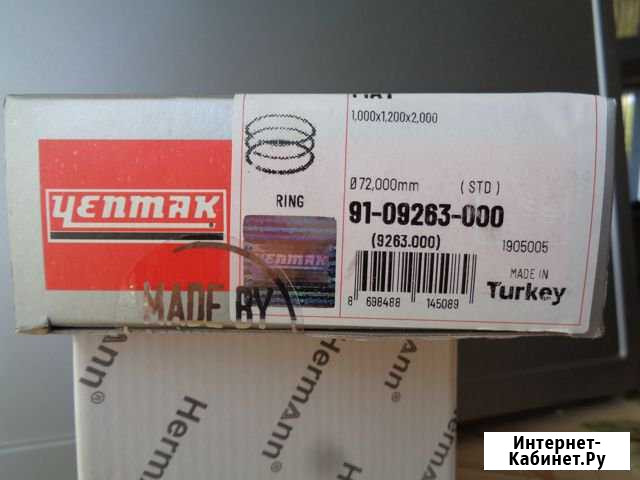 1,000x1,200x2,000
YENMAK®
RING
Ø72,000mm (STD)
91-09263-000
(9263.000)
1905005
YENMAK
MADE IN
Turkey
MADE BY
8 698488 145089
HermAnn®
HermAnn®
HermAnn®
Интернет-
Кабинет.Ру